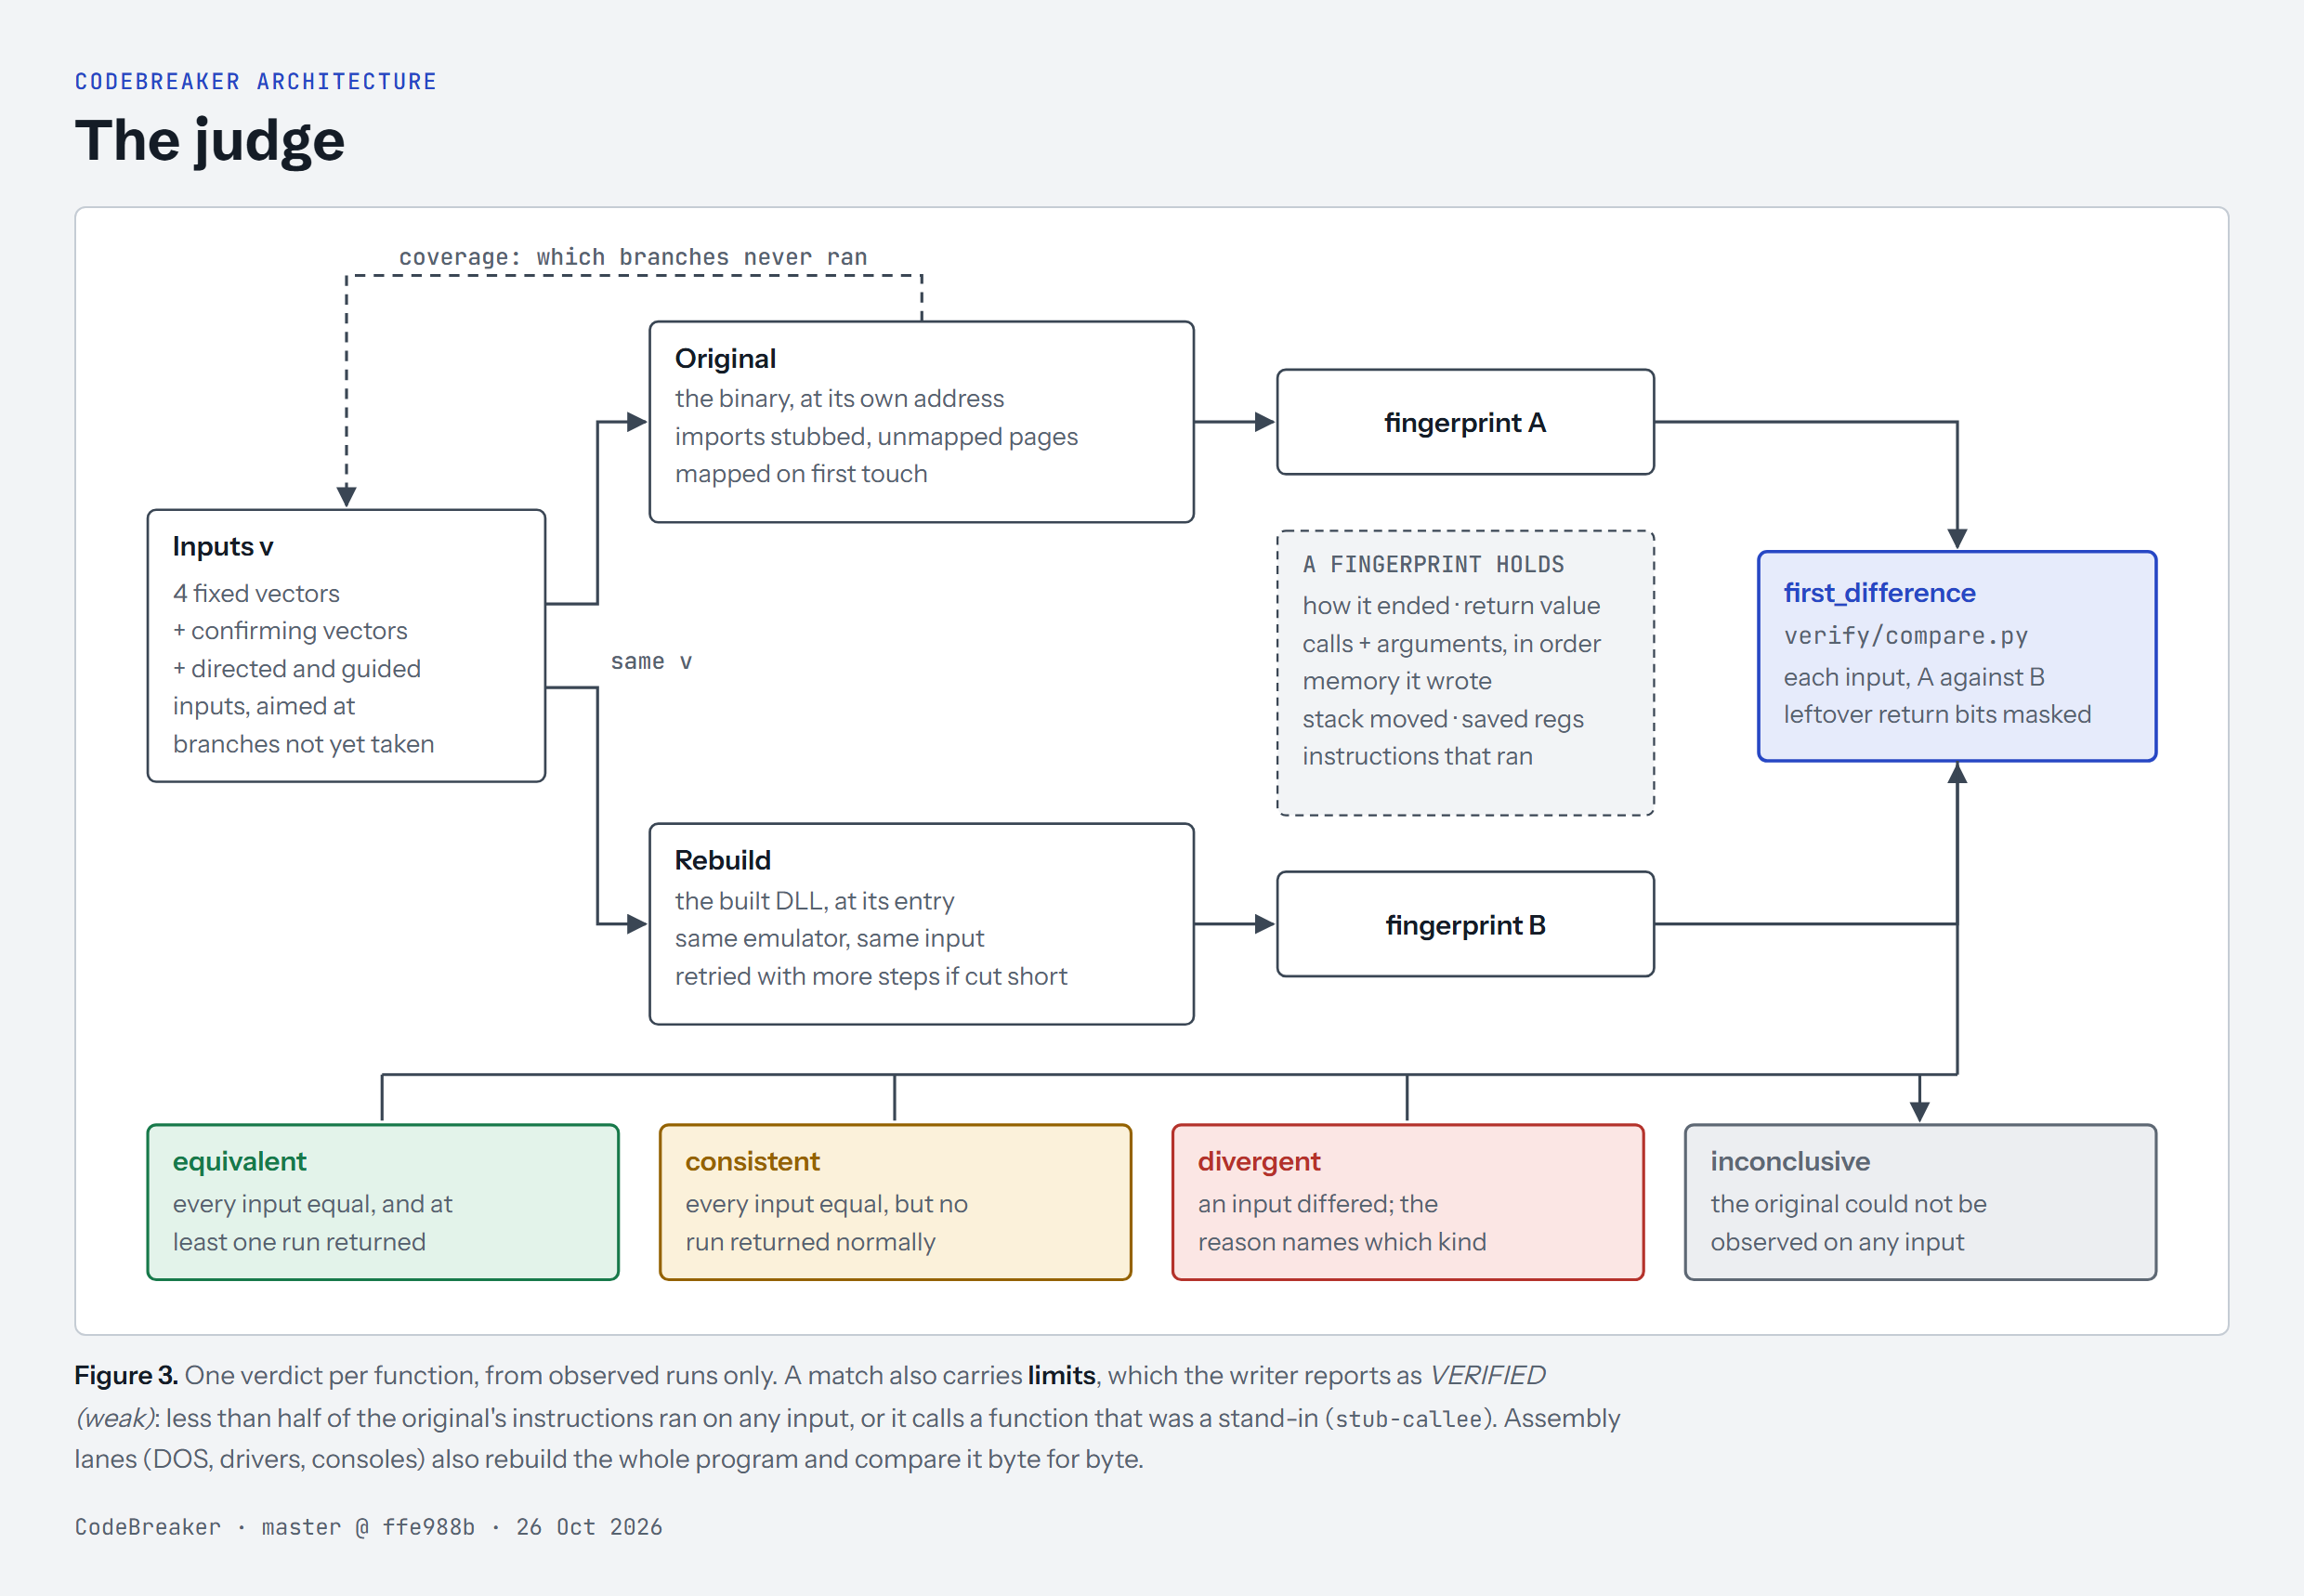 CODEBREAKER ARCHITECTURE
The judge
coverage: which branches never ran
Original
the binary, at its own address
imports stubbed, unmapped pages
mapped on first touch
fingerprint A
Inputs v
4 fixed vectors
+ confirming vectors
+ directed and guided
inputs, aimed at
branches not yet taken
same v
A FINGERPRINT HOLDS
how it ended · return value
calls + arguments, in order
memory it wrote
stack moved · saved regs
instructions that ran
first_difference
verify/compare.py
each input, A against B
leftover return bits masked
Rebuild
the built DLL, at its entry
same emulator, same input
retried with more steps if cut short
fingerprint B
equivalent
every input equal, and at
least one run returned
consistent
every input equal, but no
run returned normally
divergent
an input differed; the
reason names which kind
inconclusive
the original could not be
observed on any input
Figure 3. One verdict per function, from observed runs only. A match also carries limits, which the writer reports as VERIFIED
(weak): less than half of the original's instructions ran on any input, or it calls a function that was a stand-in (stub-callee). Assembly
lanes (DOS, drivers, consoles) also rebuild the whole program and compare it byte for byte.
CodeBreaker · master @ ffe988b · 26 Oct 2026